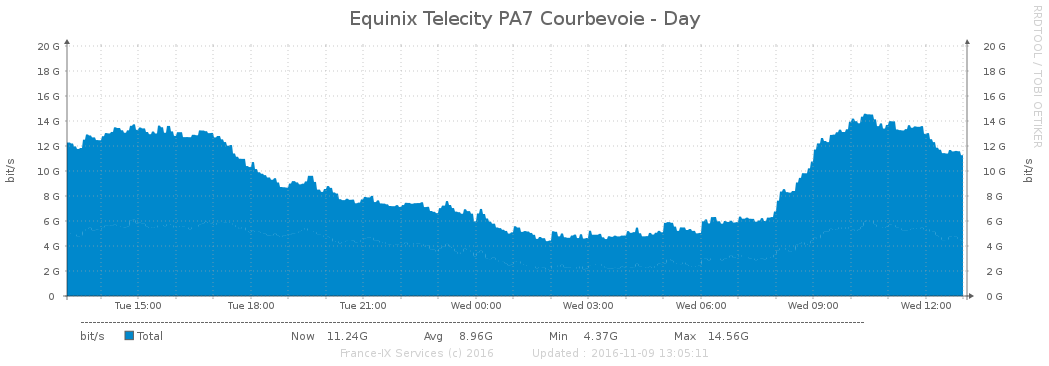 Equinix Telecity PA7 Courbevoie - Day
RRDTOOL / TOBI OETIKER
bit/s
20 G 20 G
18 G 18 G
16 G 16 G
14 G 14 G
12 G 12 G
10 G 10 G
8 G 8 G
6 G 6 G
4 G 4 G
2 G 2 G
0 0 G
bit/s
Tue 15:00 Tue 18:00 Tue 21:00 Wed 00:00 Wed 03:00 Wed 06:00 Wed 09:00 Wed 12:00
bit/s Total Now 11.24G Avg 8.96G Min 4.37G Max 14.56G
France-IX Services (c) 2016 Updated : 2016-11-09 13:05:11